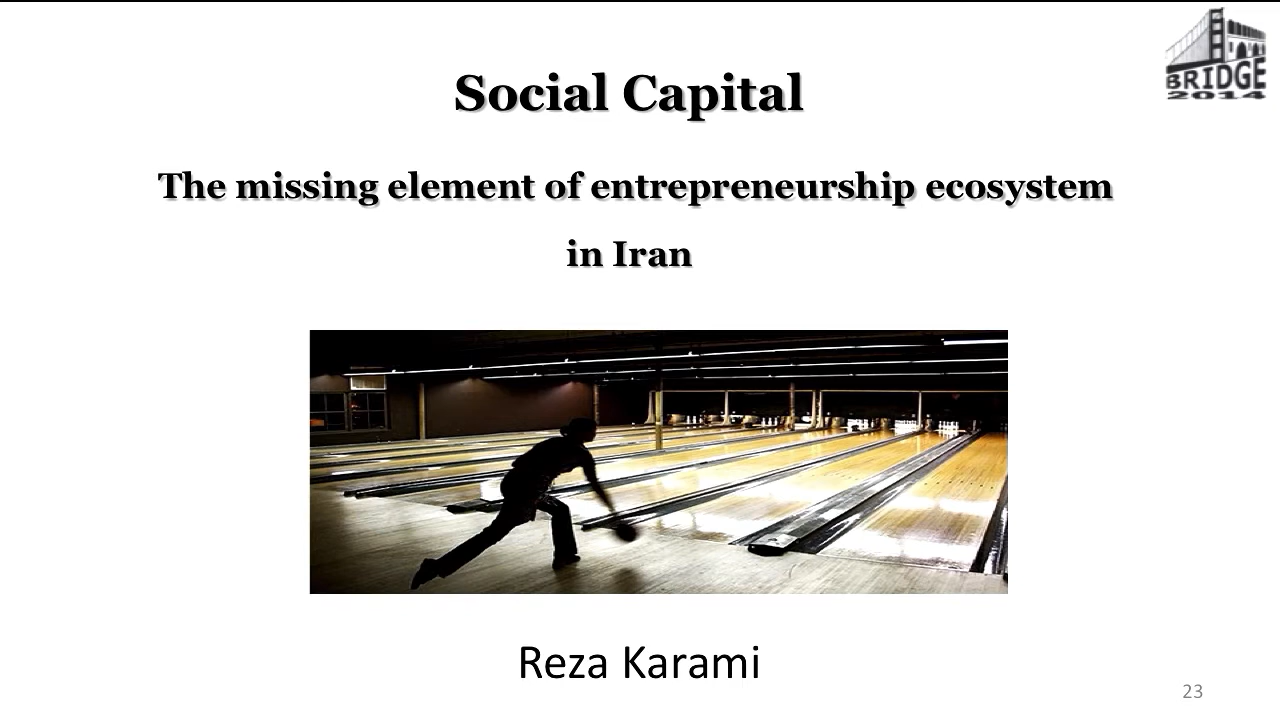 BRIDGE
2014
Social Capital
The missing element of entrepreneurship ecosystem
in Iran
Reza Karami
23